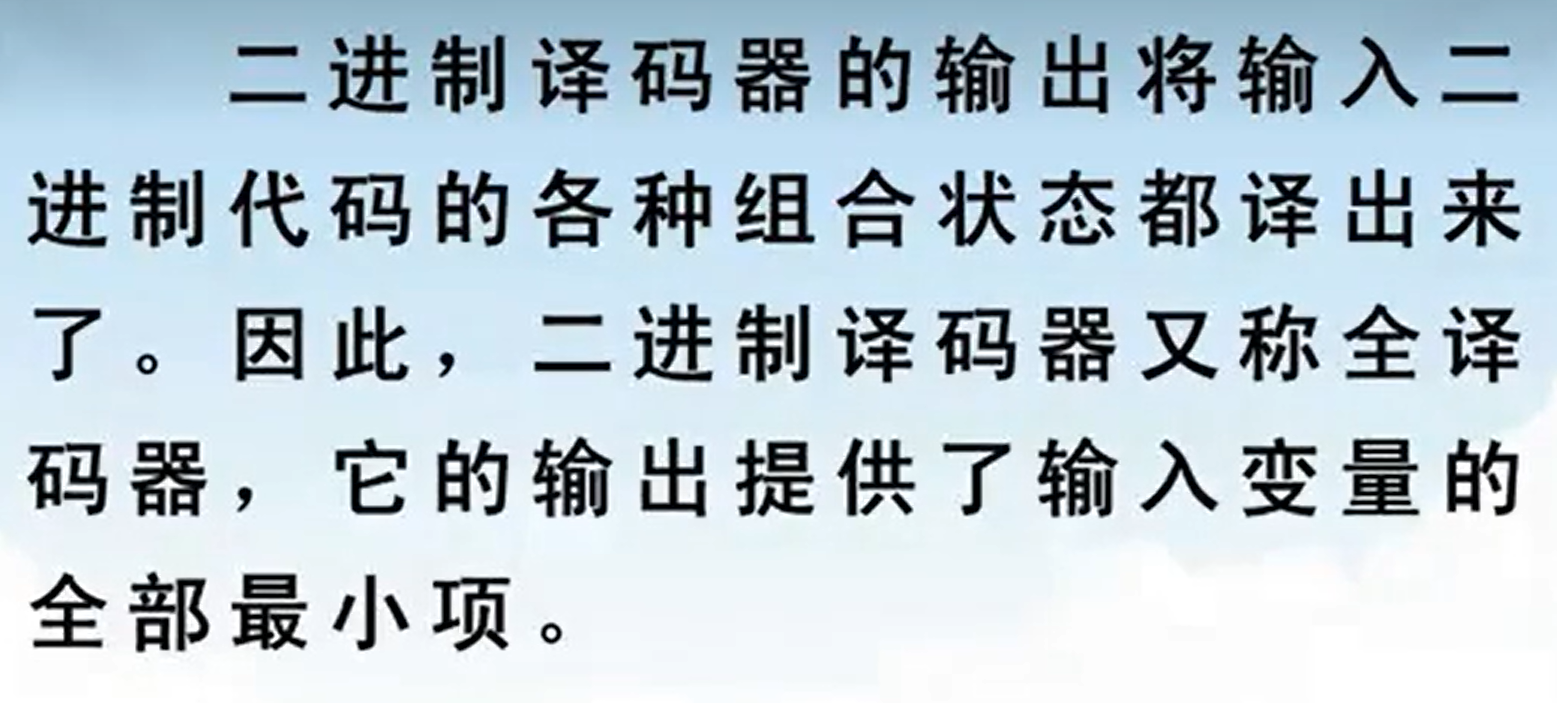 二进制译码器的输出将输入二
进制代码的各种组合状态都译出来
了。因此，二进制译码器又称全译
码器，它的输出提供了输入变量的
全部最小项。